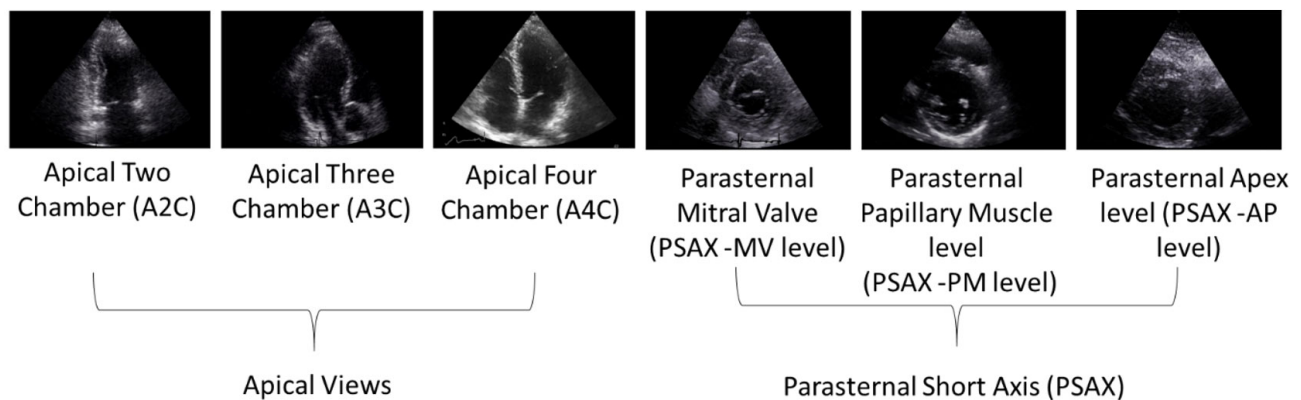 Apical Two
Chamber (A2C)
Apical Three
Chamber (A3C)
Apical Four
Chamber (A4C)
Parasternal
Mitral Valve
(PSAX -MV level)
Parasternal
Papillary Muscle
level
(PSAX -PM level)
Parasternal Apex
level (PSAX -AP
level)
Apical Views
Parasternal Short Axis (PSAX)